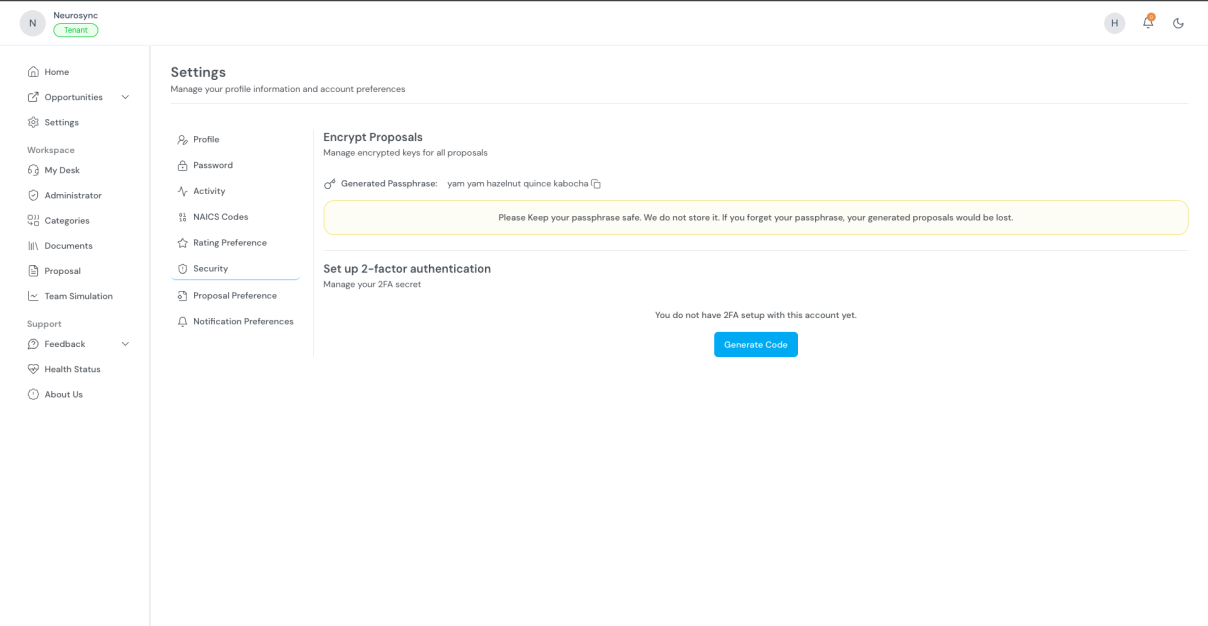 N
Neurosync
Tenant
H
Home
Opportunities
Settings
Workspace
My Desk
Administrator
Categories
Documents
Proposal
Team Simulation
Support
Feedback
Health Status
About Us
Settings
Manage your profile information and account preferences
Profile
Password
Activity
NAICS Codes
Rating Preference
Security
Proposal Preference
Notification Preferences
Encrypt Proposals
Manage encrypted keys for all proposals
Generated Passphrase: yam yam hazelnut quince kabocha
Please Keep your passphrase safe. We do not store it. If you forget your passphrase, your generated proposals would be lost.
Set up 2-factor authentication
Manage your 2FA secret
You do not have 2FA setup with this account yet.
Generate Code